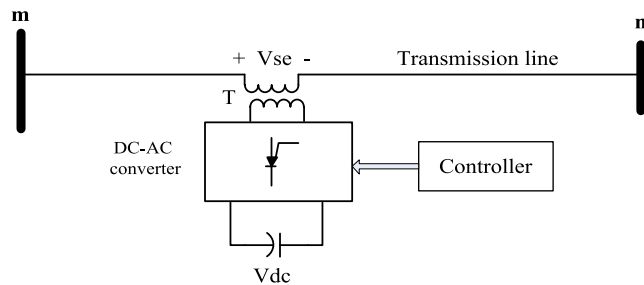 m
n
+ Vse -
Transmission line
T
DC-AC
converter
Controller
Vdc